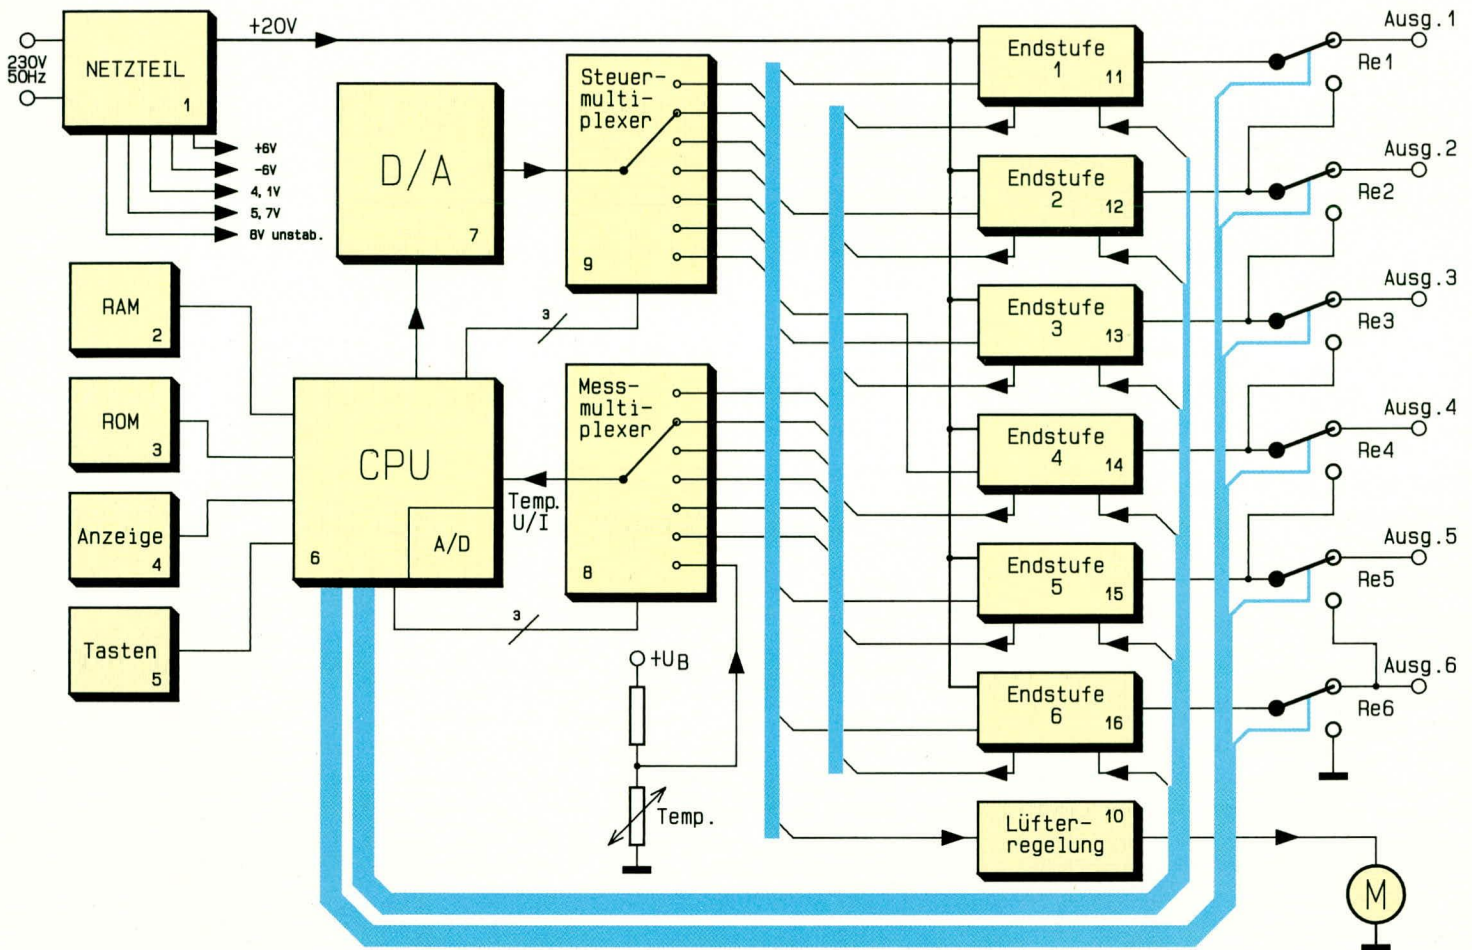 230V
50Hz
NETZTEIL
1
+20V
+6V
-6V
4,1V
5,7V
8V unstab.
D/A
7
Steuer-
multi-
plexer
9
3
RAM
2
ROM
3
Anzeige
4
Tasten
5
CPU
A/D
6
Temp.
U/I
Mess-
multi-
plexer
8
3
+UB
Temp.
Endstufe
1
11
Endstufe
2
12
Endstufe
3
13
Endstufe
4
14
Endstufe
5
15
Endstufe
6
16
Lüfter-
regelung
10
Ausg.1
Re1
Ausg.2
Re2
Ausg.3
Re3
Ausg.4
Re4
Ausg.5
Re5
Ausg.6
Re6
M